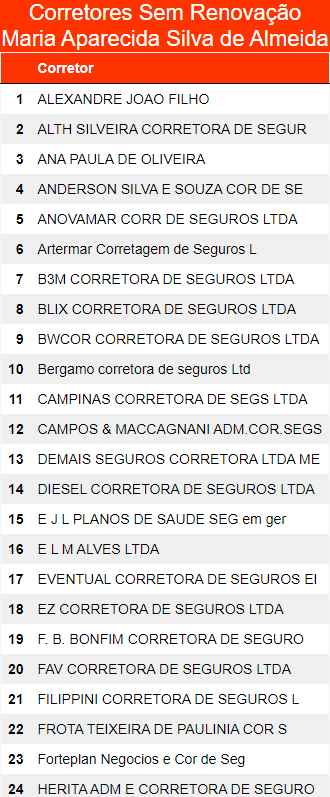 Corretores Sem Renovação
Maria Aparecida Silva de Almeida
Corretor
1 ALEXANDRE JOAO FILHO
2 ALTH SILVEIRA CORRETORA DE SEGUR
3 ANA PAULA DE OLIVEIRA
4 ANDERSON SILVA E SOUZA COR DE SE
5 ANOVAMAR CORR DE SEGUROS LTDA
6 Artermar Corretagem de Seguros L
7 B3M CORRETORA DE SEGUROS LTDA
8 BLIX CORRETORA DE SEGUROS LTDA
9 BWCOR CORRETORA DE SEGUROS LTDA
10 Bergamo corretora de seguros Ltd
11 CAMPINAS CORRETORA DE SEGS LTDA
12 CAMPOS & MACCAGNANI ADM.COR.SEGS
13 DEMAIS SEGUROS CORRETORA LTDA ME
14 DIESEL CORRETORA DE SEGUROS LTDA
15 E J L PLANOS DE SAUDE SEG em ger
16 E L M ALVES LTDA
17 EVENTUAL CORRETORA DE SEGUROS EI
18 EZ CORRETORA DE SEGUROS LTDA
19 F. B. BONFIM CORRETORA DE SEGURO
20 FAV CORRETORA DE SEGUROS LTDA
21 FILIPPINI CORRETORA DE SEGUROS L
22 FROTA TEIXEIRA DE PAULINIA COR S
23 Forteplan Negocios e Cor de Seg
24 HERITA ADM E CORRETORA DE SEGURO